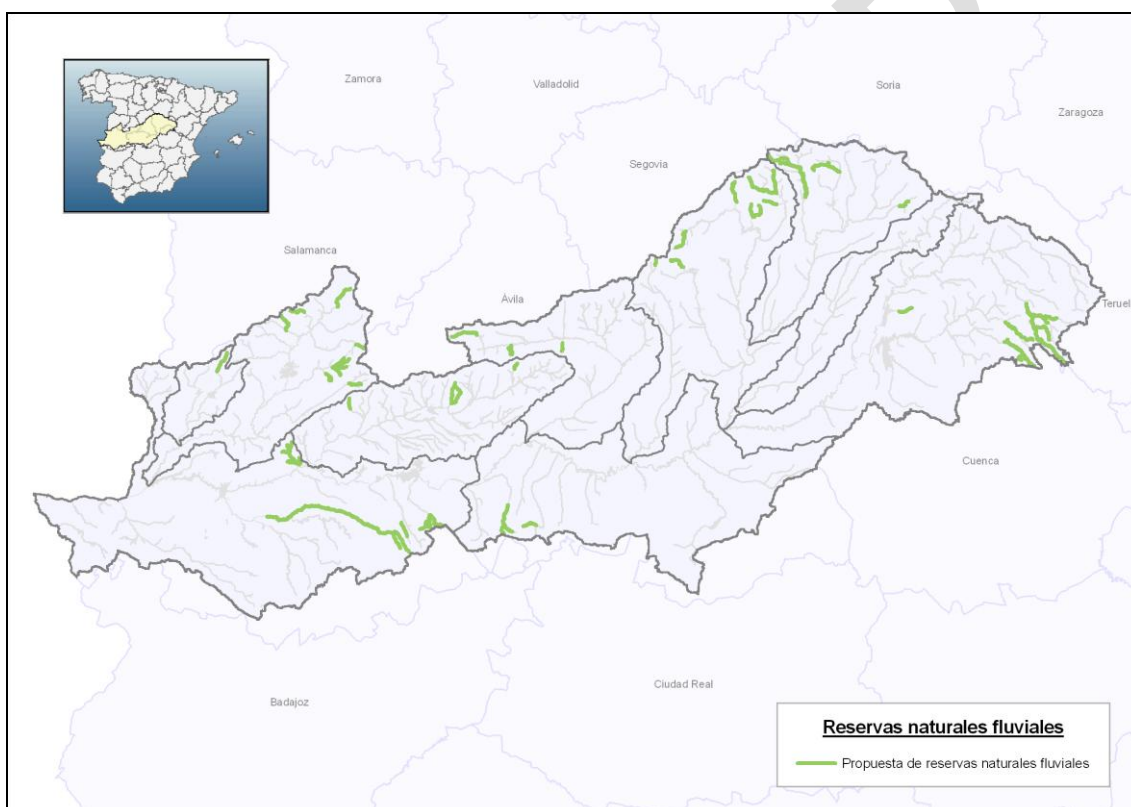 Zamora
Valladolid
Soria
Zaragoza
Segovia
Salamanca
Ávila
Teruel
Cuenca
Ciudad Real
Badajoz
Reservas naturales fluviales
Propuesta de reservas naturales fluviales